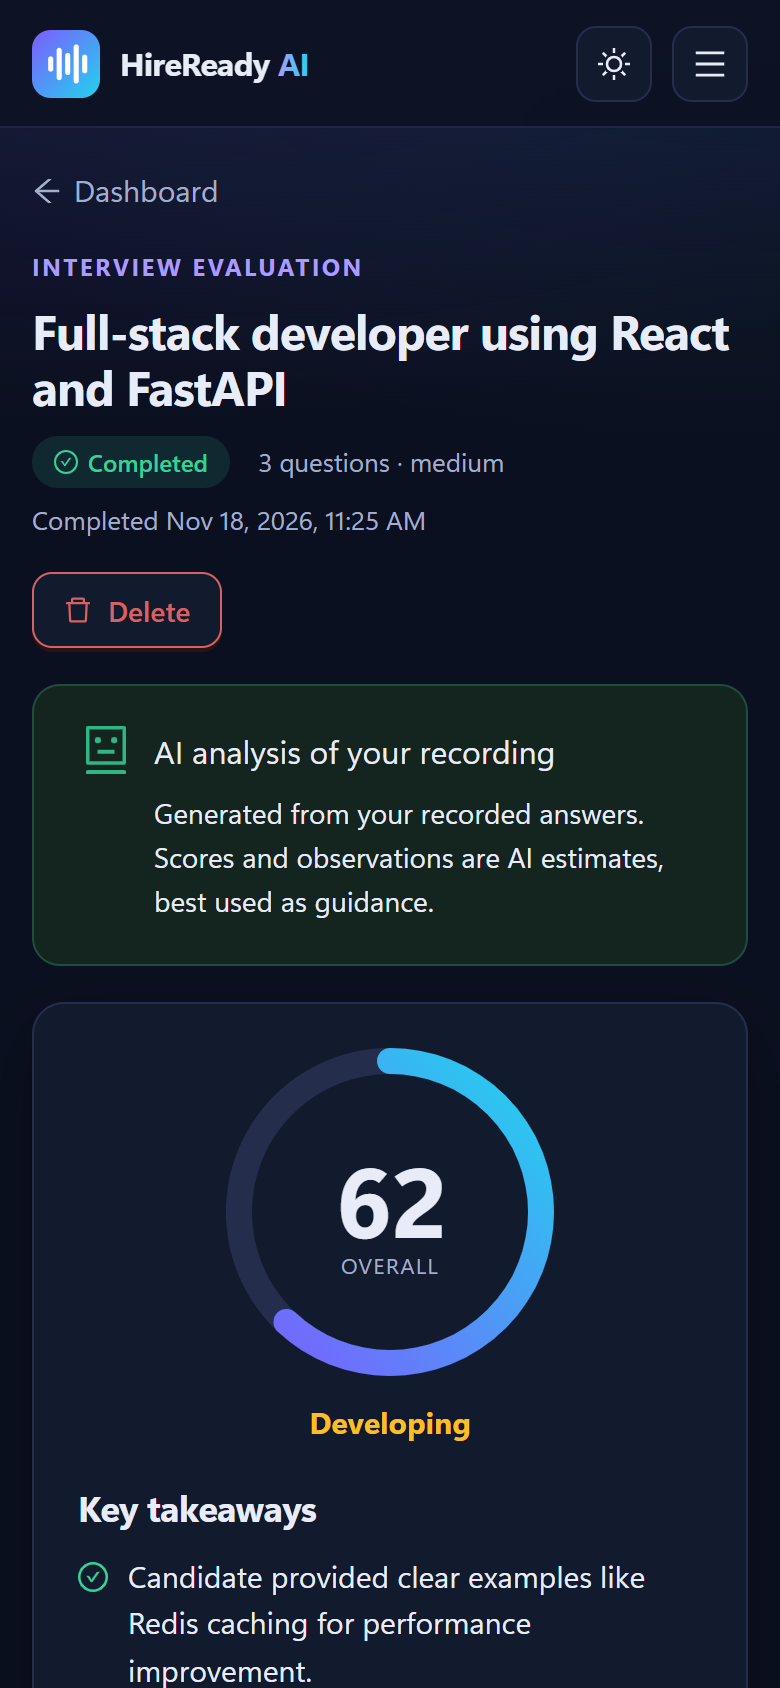 HireReady AI
Dashboard
INTERVIEW EVALUATION
Full-stack developer using React
and FastAPI
Completed
3 questions · medium
Completed Nov 18, 2026, 11:25 AM
Delete
AI analysis of your recording
Generated from your recorded answers.
Scores and observations are AI estimates,
best used as guidance.
62
OVERALL
Developing
Key takeaways
Candidate provided clear examples like
Redis caching for performance
improvement.